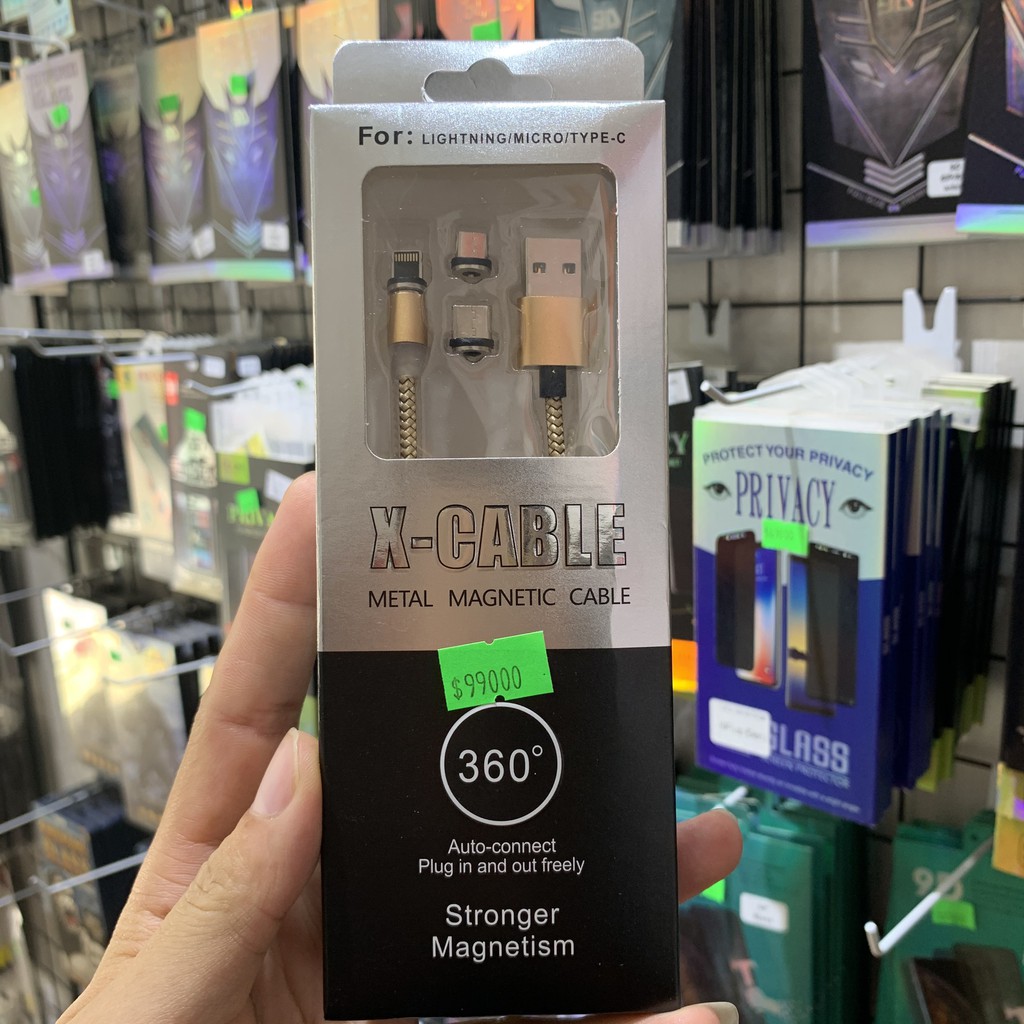 For: LIGHTNING/MICRO/TYPE-C
X-CABLE
METAL MAGNETIC CABLE
$99000
360°
Auto-connect
Plug in and out freely
Stronger
Magnetism
PROTECT YOUR PRIVACY
PRIVACY
GLASS
9D